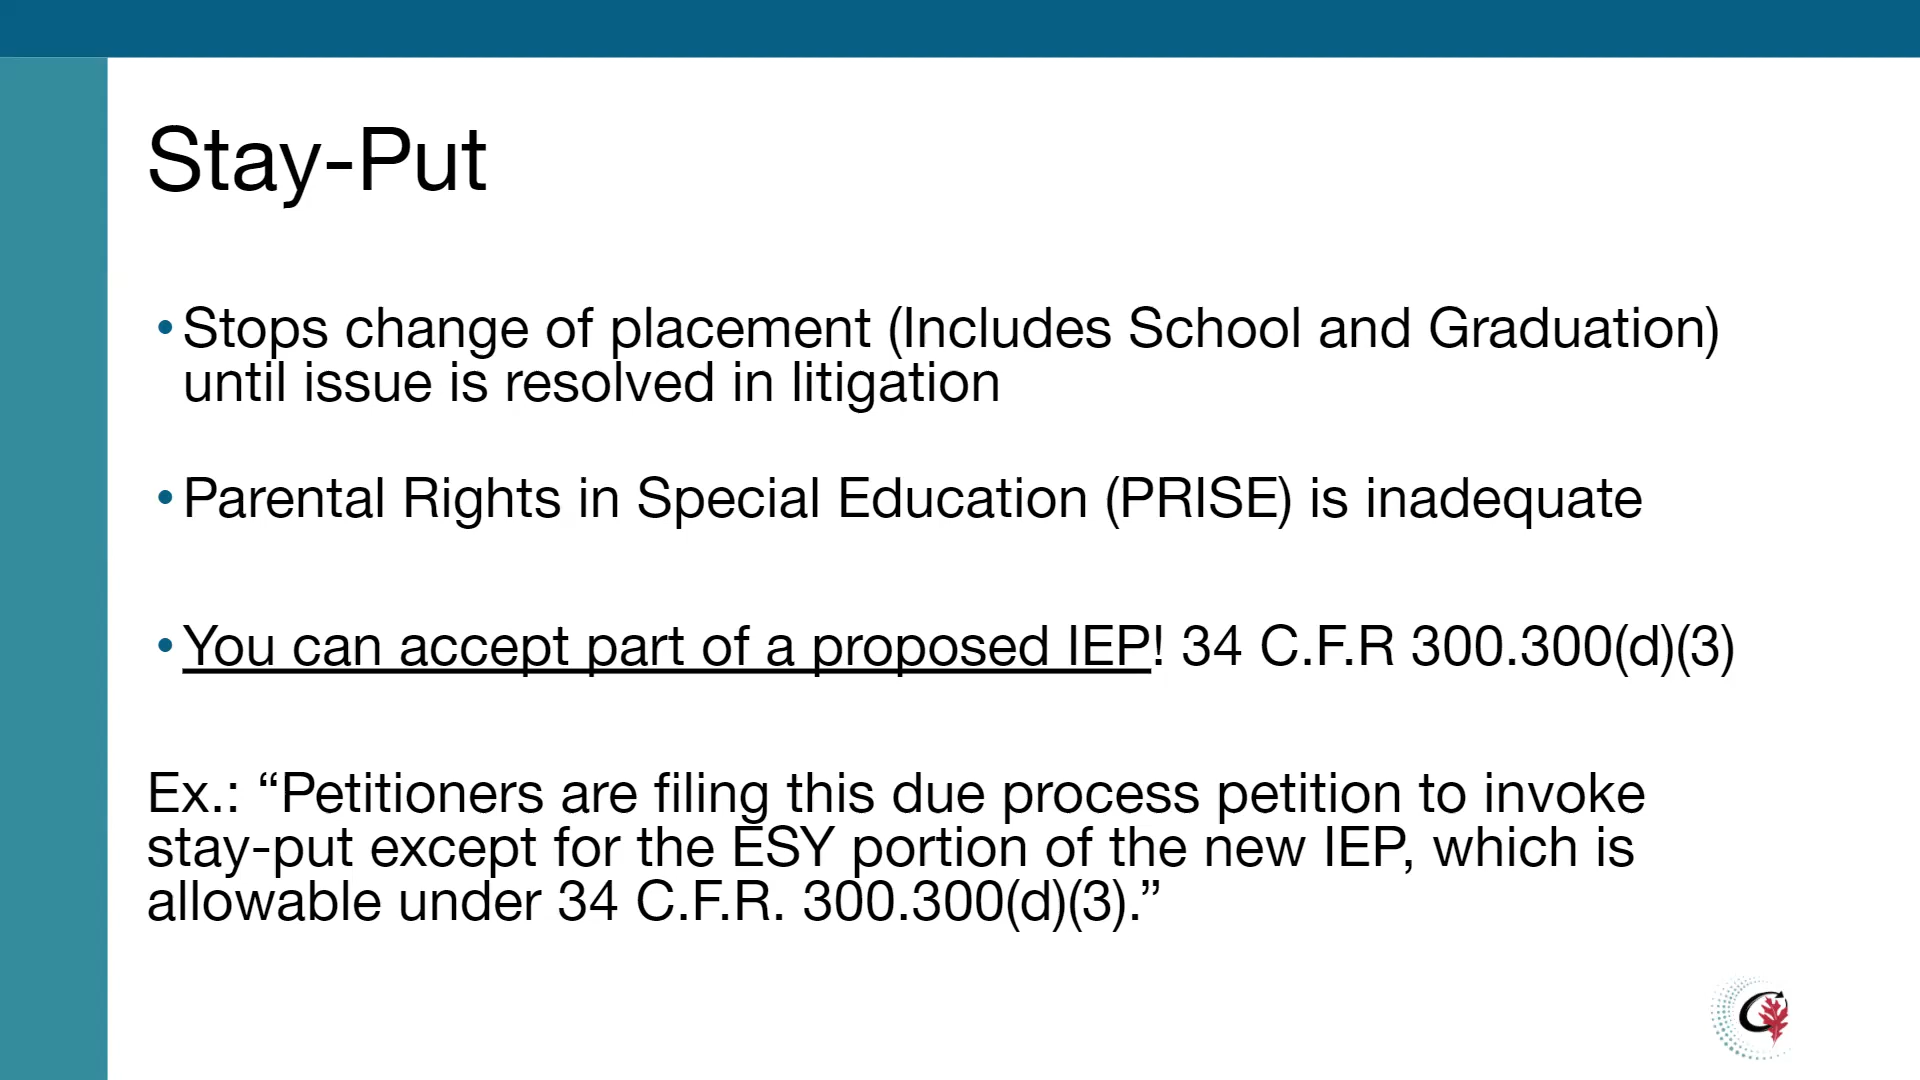 Stay-Put
•Stops change of placement (Includes School and Graduation)
until issue is resolved in litigation
•Parental Rights in Special Education (PRISE) is inadequate
•You can accept part of a proposed IEP! 34 C.F.R 300.300(d)(3)
Ex.: “Petitioners are filing this due process petition to invoke
stay-put except for the ESY portion of the new IEP, which is
allowable under 34 C.F.R. 300.300(d)(3).”